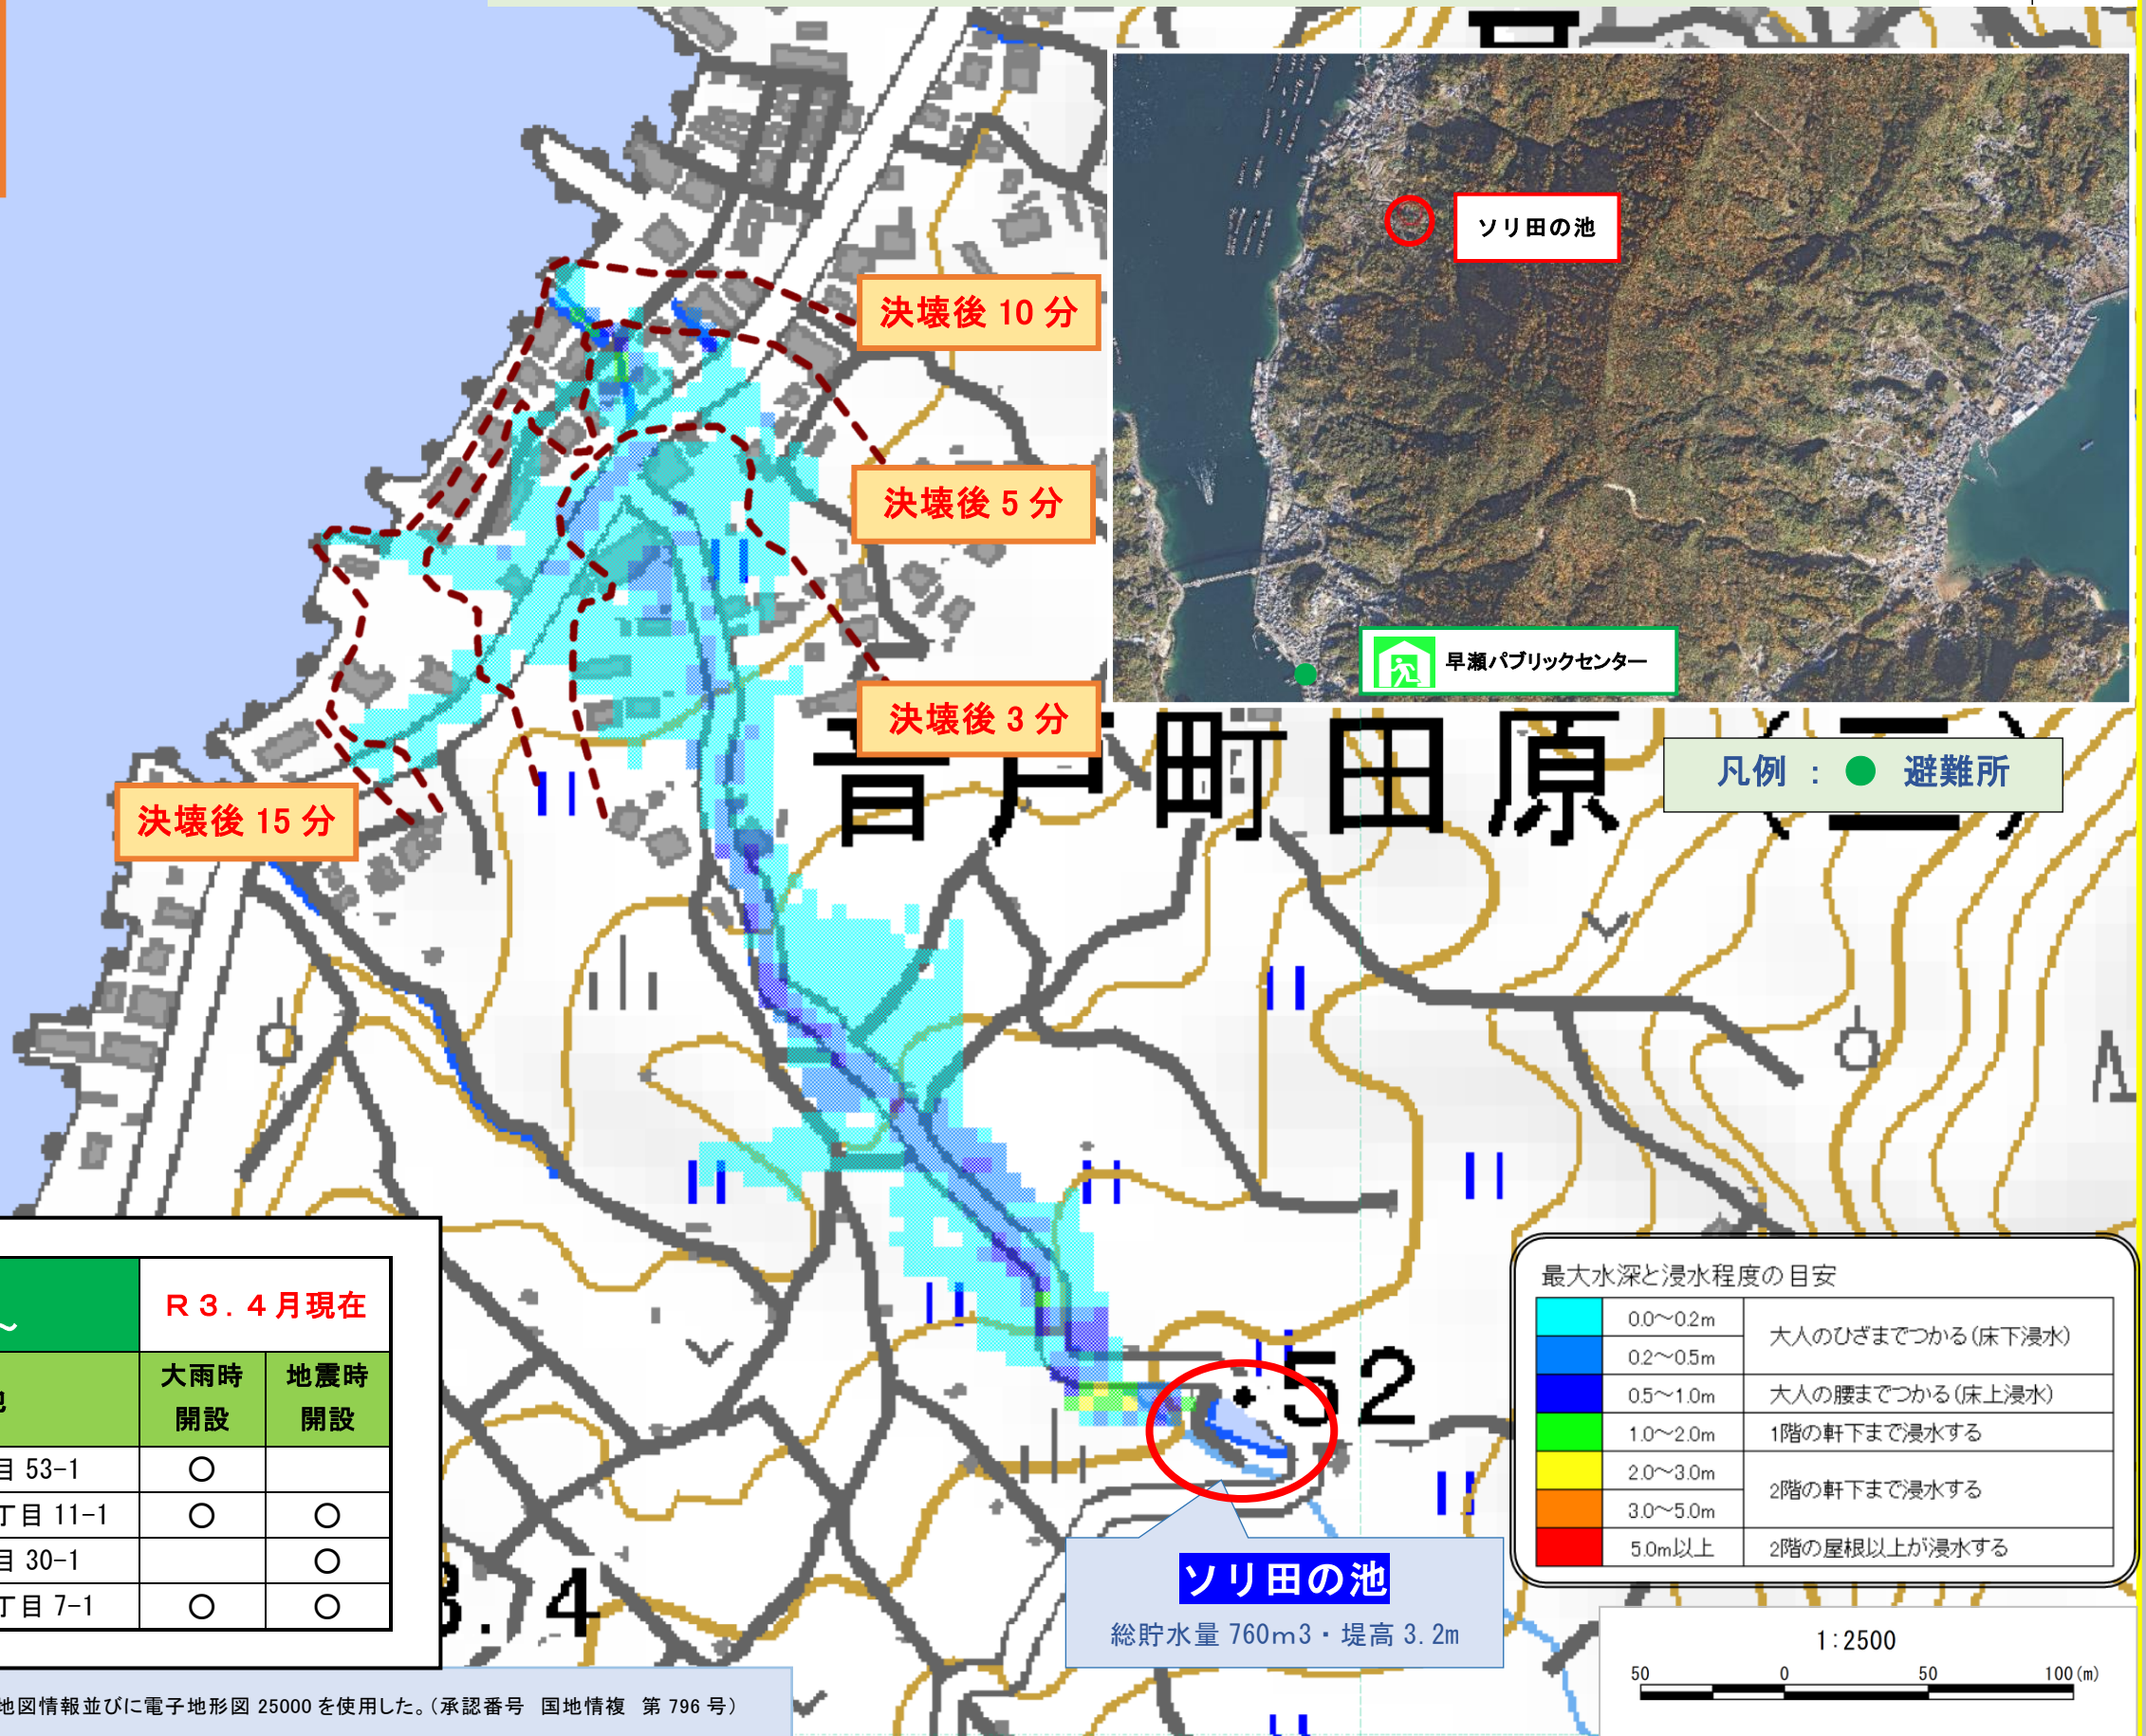 ソリ田の池
早瀬パブリックセンター
凡例 : ● 避難所
決壊後 10 分
決壊後 5 分
決壊後 3 分
決壊後 15 分
音戸町田原(三)
52
R3.4月現在
～
大雨時
開設
地震時
開設
目 53-1 ○
丁目 11-1 ○ ○
目 30-1 ○
丁目 7-1 ○ ○
3.4
ソリ田の池
総貯水量 760m3・堤高 3.2m
最大水深と浸水程度の目安
0.0～0.2m
0.2～0.5m
大人のひざまでつかる(床下浸水)
0.5～1.0m 大人の腰までつかる(床上浸水)
1.0～2.0m 1階の軒下まで浸水する
2.0～3.0m
3.0～5.0m
2階の軒下まで浸水する
5.0m以上 2階の屋根以上が浸水する
1:2500
50 0 50 100(m)
地図情報並びに電子地形図 25000 を使用した。(承認番号 国地情複 第 796 号)